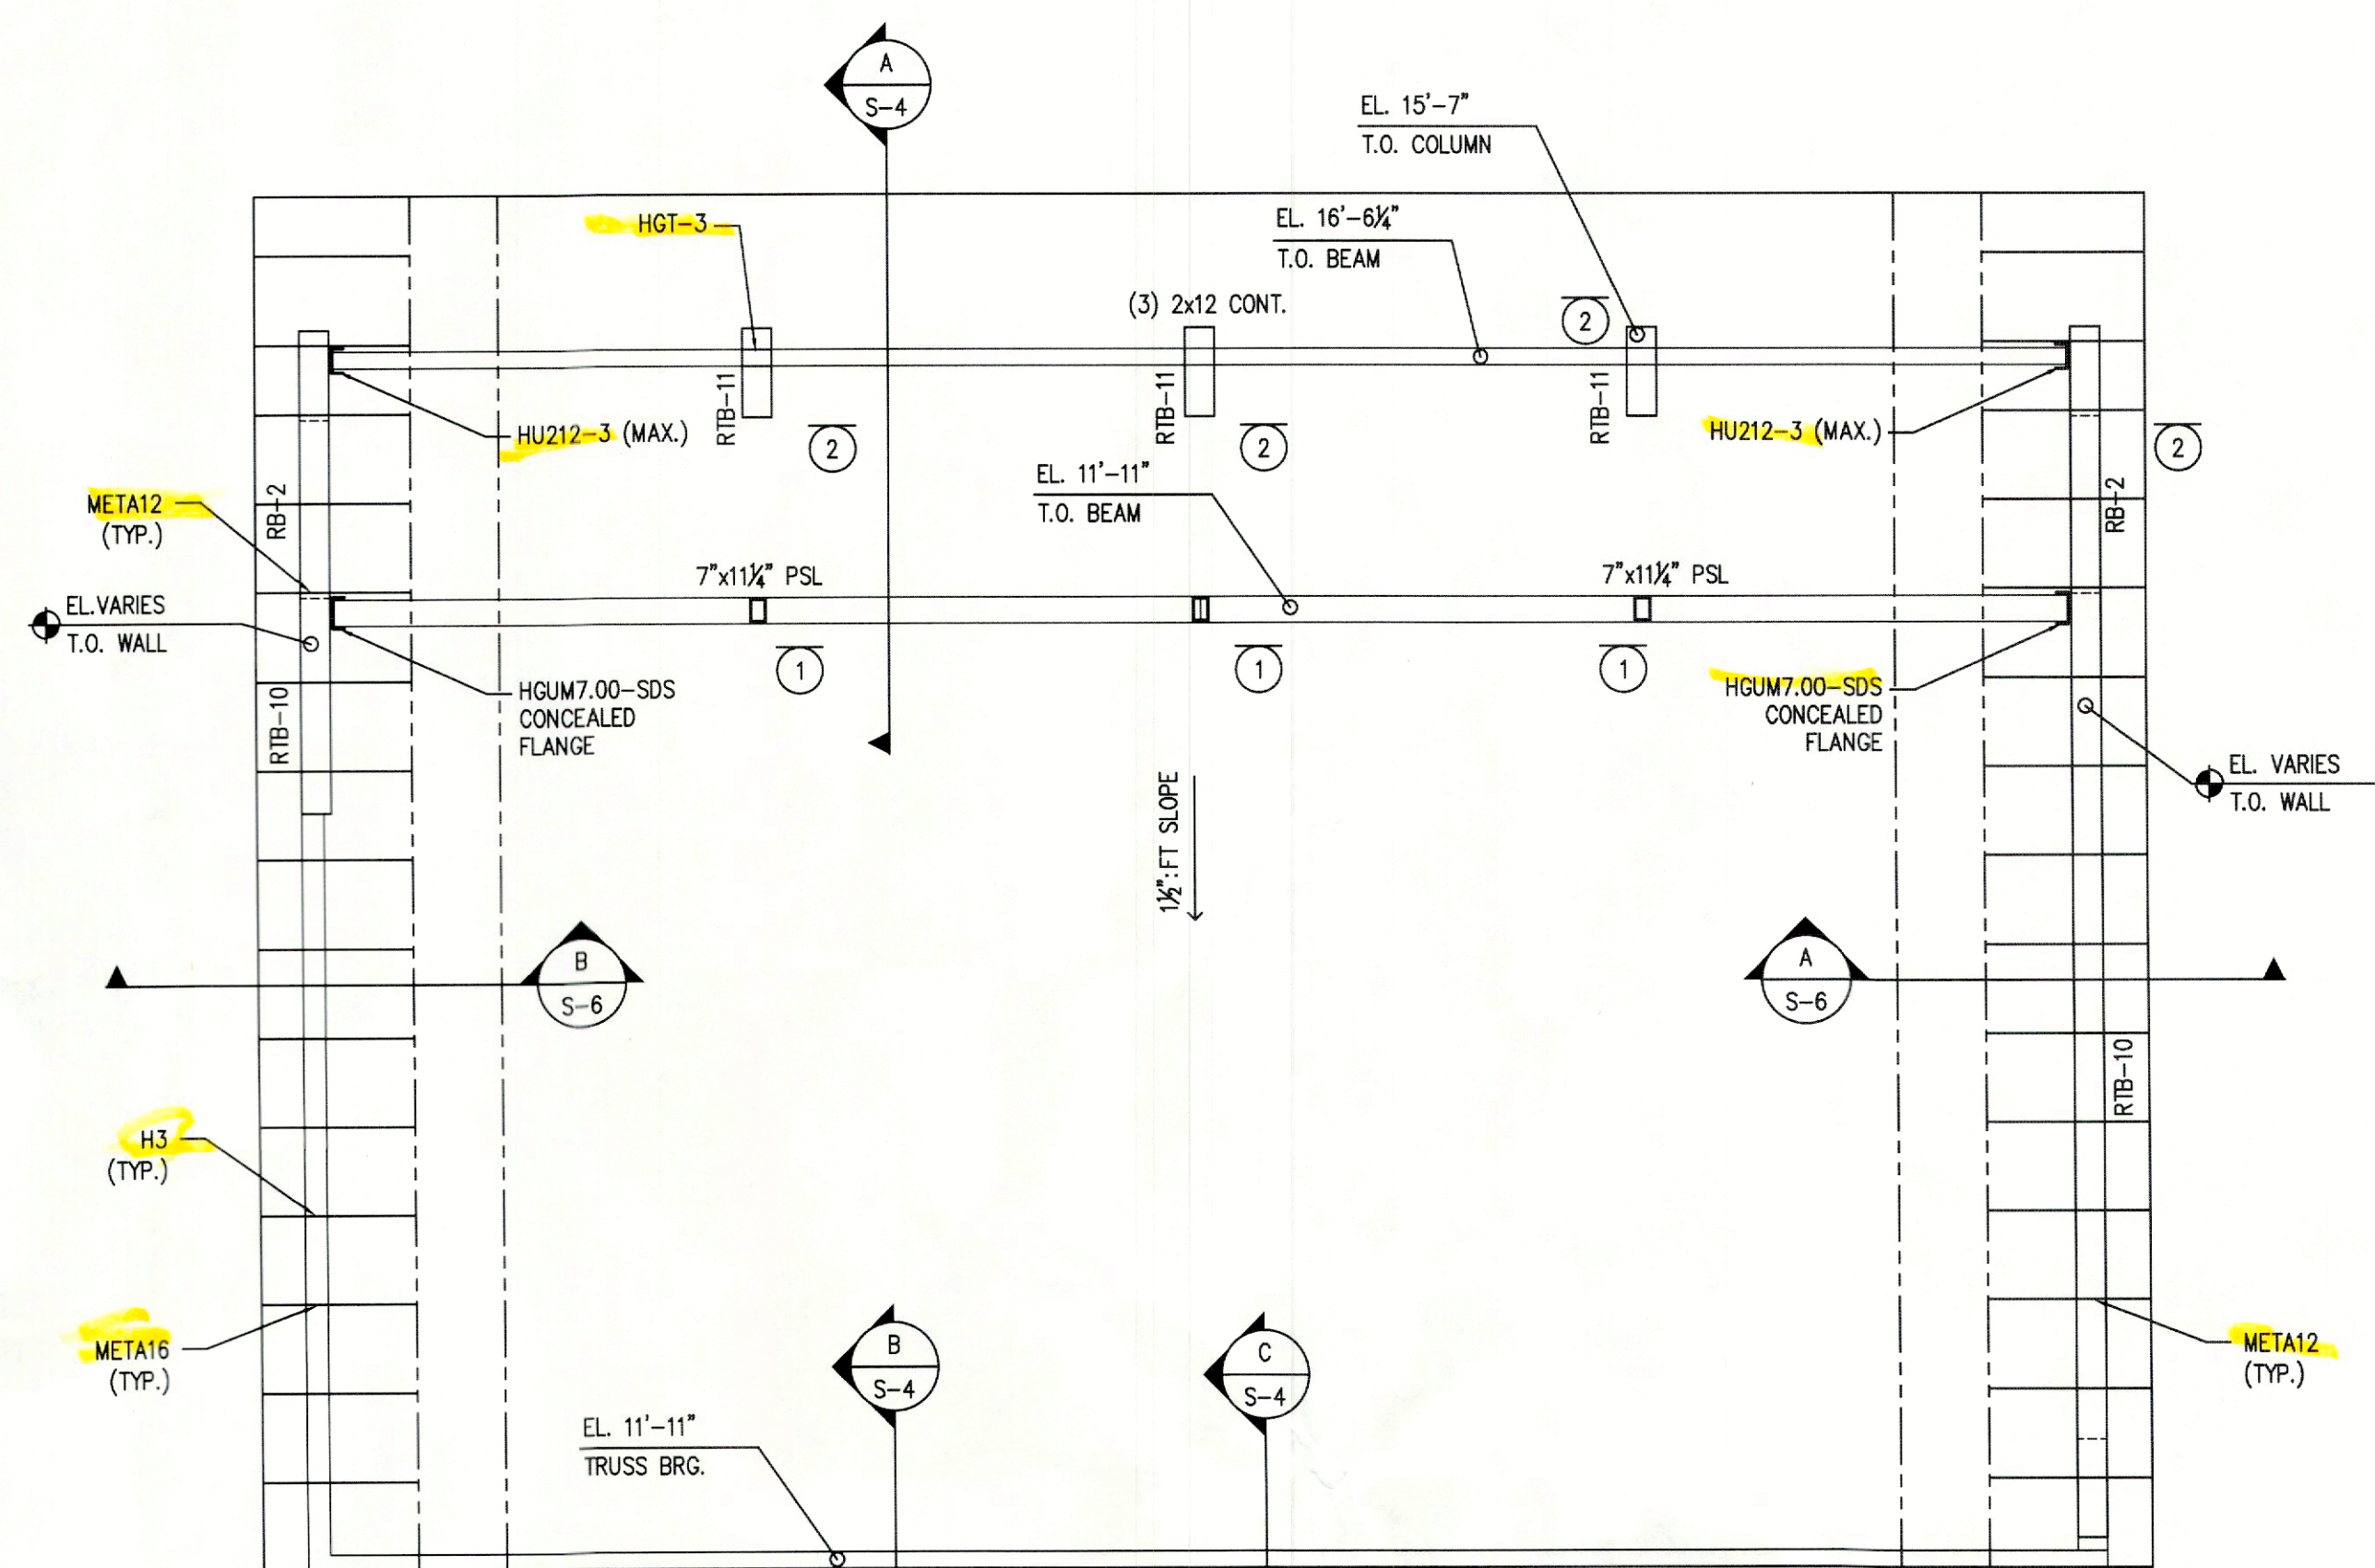 A
S-4
EL. 15'-7"
T.O. COLUMN
HGT-3
EL. 16'-6¼"
T.O. BEAM
(3) 2x12 CONT.
2
RTB-11
RTB-11
RTB-11
HU212-3 (MAX.)
2
2
HU212-3 (MAX.)
2
META12
(TYP.)
RB-2
EL. 11'-11"
T.O. BEAM
RB-2
7"x11¼" PSL
7"x11¼" PSL
EL.VARIES
T.O. WALL
1
1
1
RTB-10
HGUM7.00-SDS
CONCEALED
FLANGE
HGUM7.00-SDS
CONCEALED
FLANGE
EL. VARIES
T.O. WALL
1½":FT SLOPE
B
S-6
A
S-6
RTB-10
H3
(TYP.)
META16
(TYP.)
B
S-4
C
S-4
META12
(TYP.)
EL. 11'-11"
TRUSS BRG.